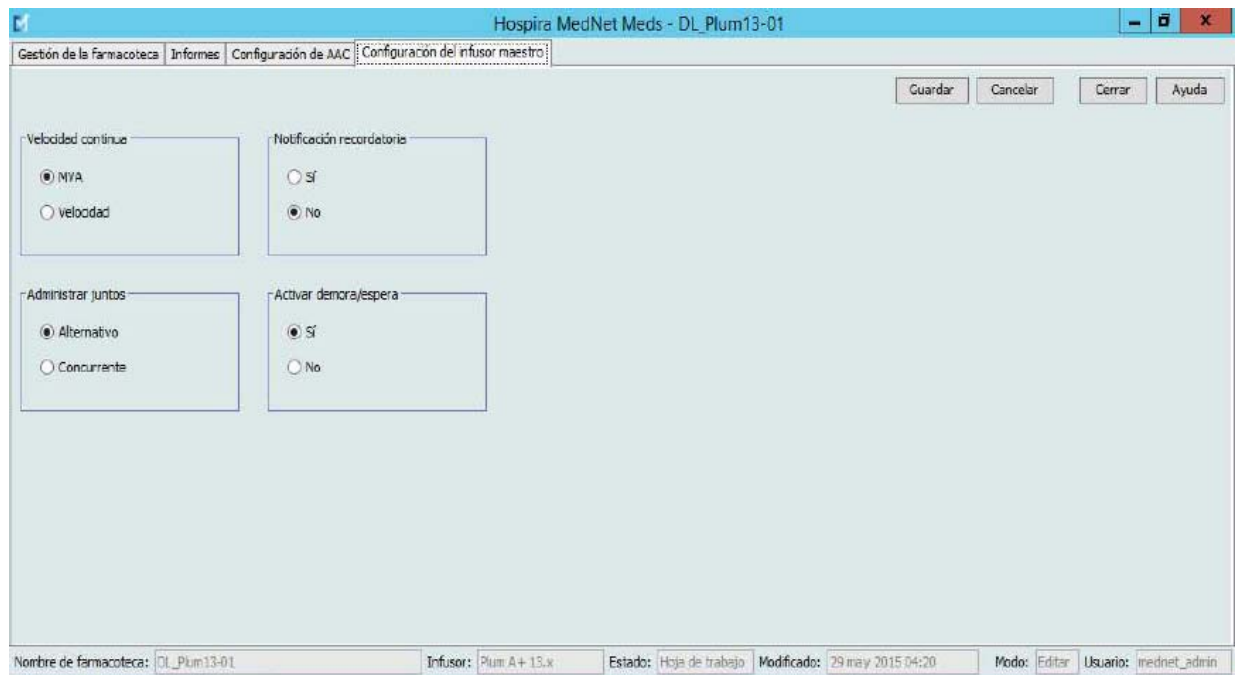 Hospira MedNet Meds - DL_Plum13-01
Gestión de la farmacoteca Informes Configuración de AAC Configuración del infusor maestro
Guardar Cancelar Cerrar Ayuda
Velocidad continua Notificación recordatoria
MVA Sí
Velocidad No
Administrar juntos Activar demora/espera
Alternativo Sí
Concurrente No
Nombre de farmacoteca: DL_Plum13-01 Infusor: Plum A+ 13.x Estado: Hoja de trabajo Modificado: 29 may 2015 04:20 Modo: Editar Usuario: mednet_admin